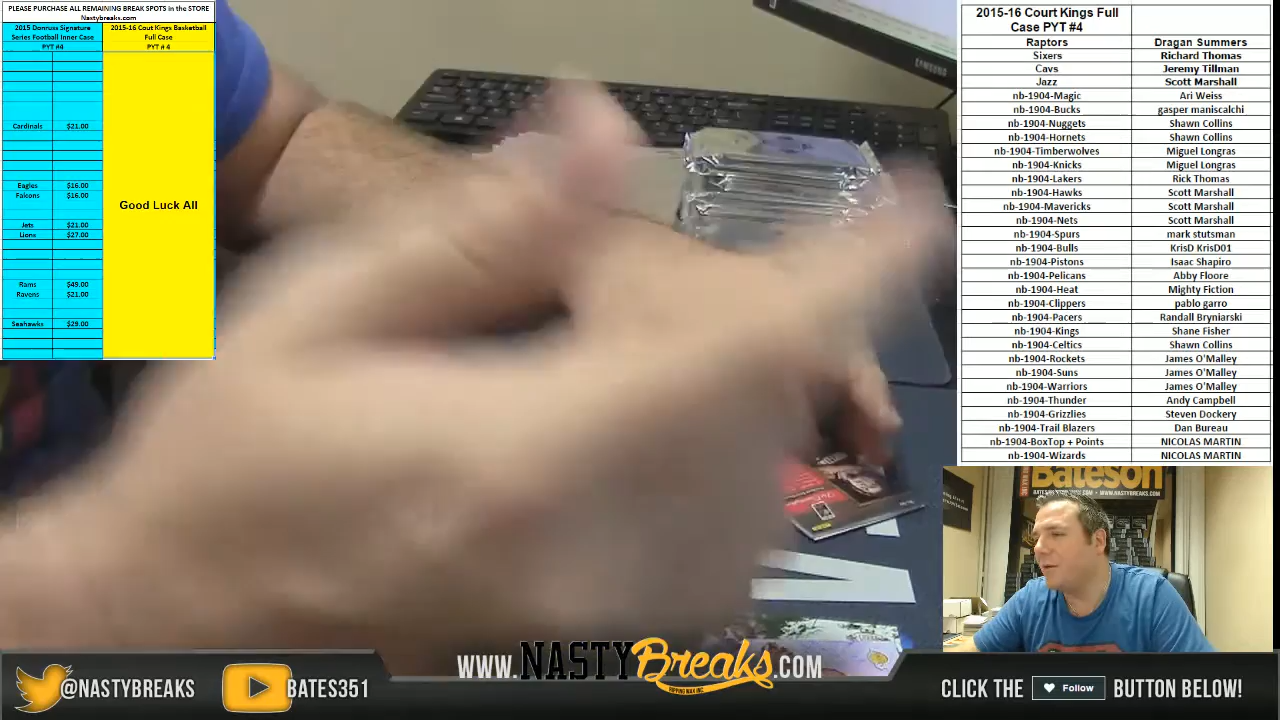 PLEASE PURCHASE ALL REMAINING BREAK SPOTS in the STORE
Nastybreaks.com
2015 Donruss Signature Series Football Inner Case
PYT #4
2015-16 Court Kings Basketball Full Case
PYT # 4
Cardinals $21.00
Eagles $16.00
Falcons $16.00
Jets $21.00
Lions $27.00
Rams $49.00
Ravens $21.00
Seahawks $29.00
Good Luck All
SAMSUNG
2015-16 Court Kings Full Case PYT #4
Raptors Dragan Summers
Sixers Richard Thomas
Cavs Jeremy Tillman
Jazz Scott Marshall
nb-1904-Magic Ari Weiss
nb-1904-Bucks gasper maniscalchi
nb-1904-Nuggets Shawn Collins
nb-1904-Hornets Shawn Collins
nb-1904-Timberwolves Miguel Longras
nb-1904-Knicks Miguel Longras
nb-1904-Lakers Rick Thomas
nb-1904-Hawks Scott Marshall
nb-1904-Mavericks Scott Marshall
nb-1904-Nets Scott Marshall
nb-1904-Spurs mark stutsman
nb-1904-Bulls KrisD KrisD01
nb-1904-Pistons Isaac Shapiro
nb-1904-Pelicans Abby Floore
nb-1904-Heat Mighty Fiction
nb-1904-Clippers pablo garro
nb-1904-Pacers Randall Bryniarski
nb-1904-Kings Shane Fisher
nb-1904-Celtics Shawn Collins
nb-1904-Rockets James O'Malley
nb-1904-Suns James O'Malley
nb-1904-Warriors James O'Malley
nb-1904-Thunder Andy Campbell
nb-1904-Grizzlies Steven Dockery
nb-1904-Trail Blazers Dan Bureau
nb-1904-BoxTop + Points NICOLAS MARTIN
nb-1904-Wizards NICOLAS MARTIN
Bateson
@NASTYBREAKS
BATES351
WWW.NASTYBreaks.COM
RIPPING WAX INC.
CLICK THE Follow BUTTON BELOW!